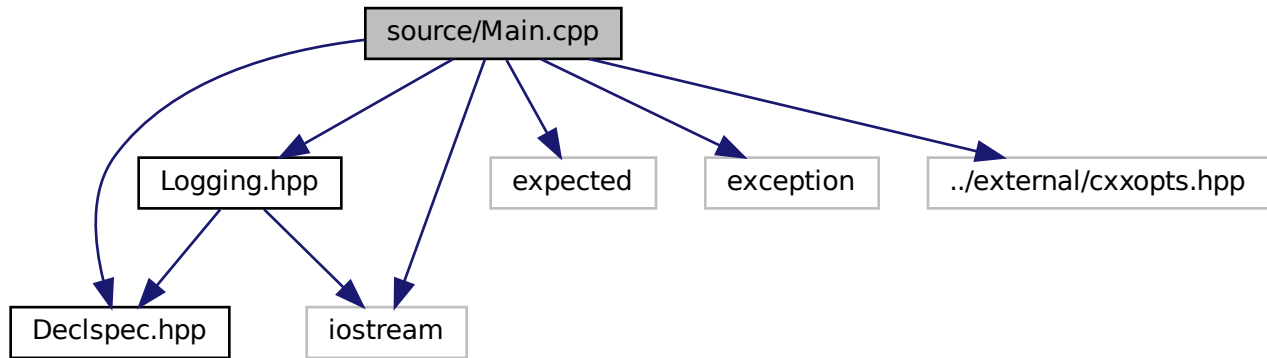 source/Main.cpp
Logging.hpp
expected
exception
../external/cxxopts.hpp
Declspec.hpp
iostream